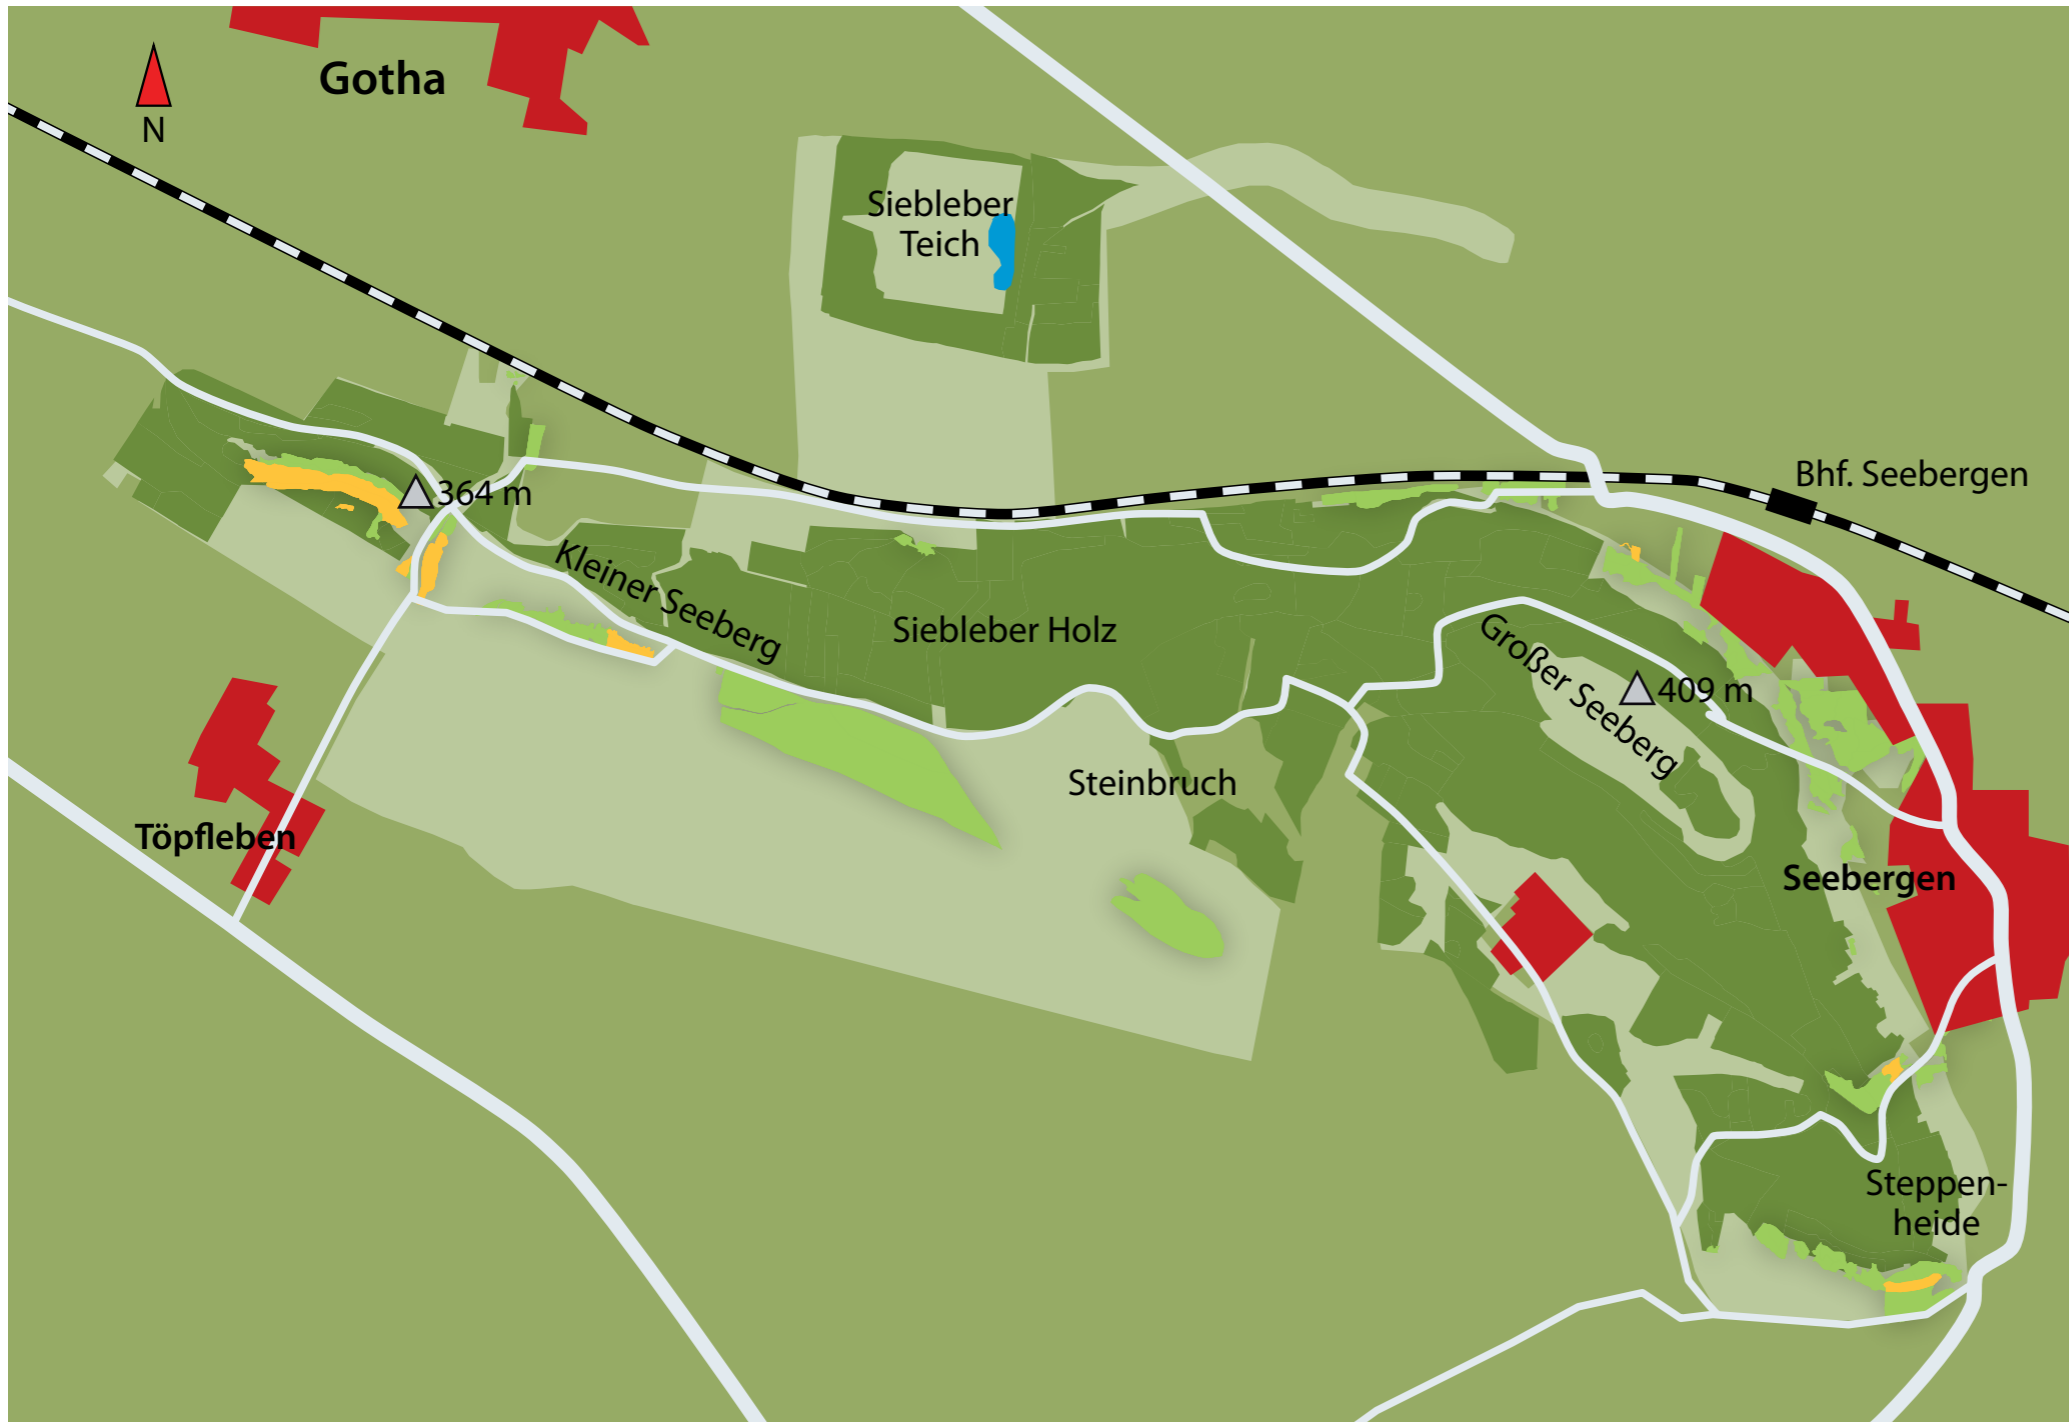 Gotha
N
Siebleber
Teich
Bhf. Seebergen
364 m
Kleiner Seeberg
Siebleber Holz
Großer Seeberg
409 m
Steinbruch
Töpfleben
Seebergen
Steppen-
heide